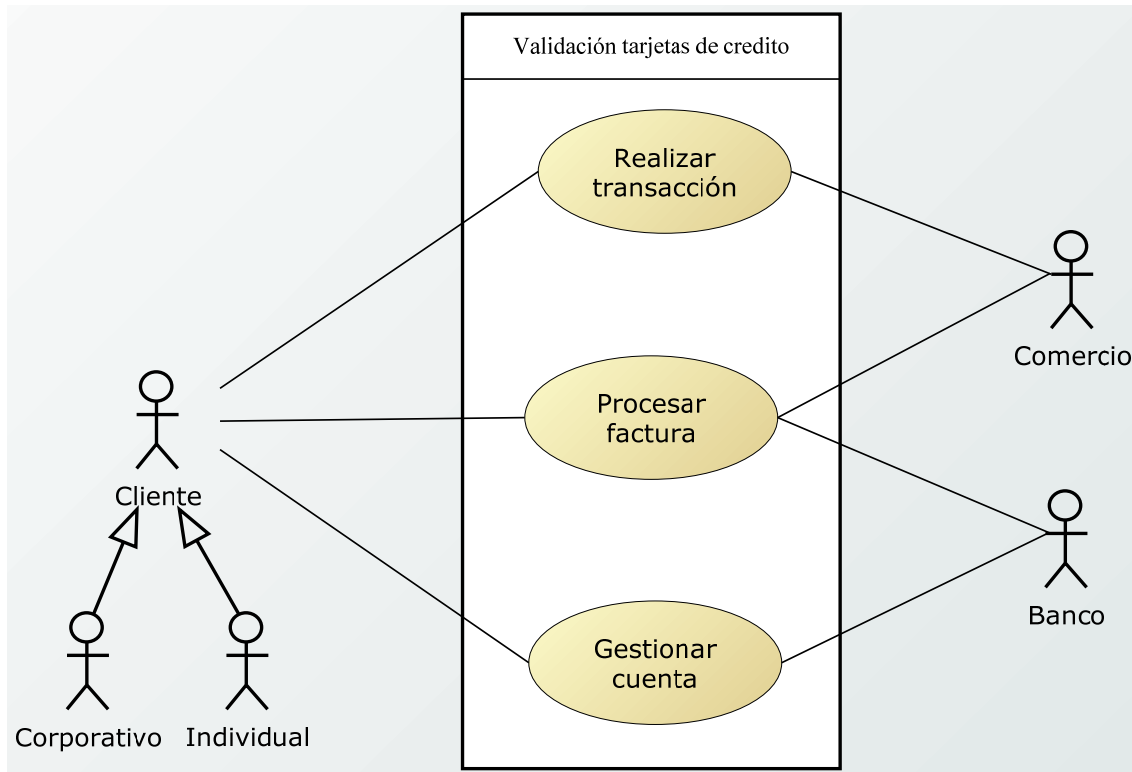 Validación tarjetas de credito
Realizar
transacción
Comercio
Procesar
factura
Cliente
Banco
Gestionar
cuenta
Corporativo
Individual